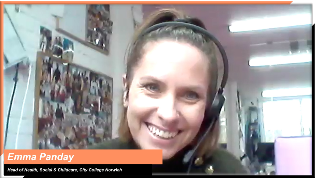 Emma Panday
Head of Health, Social & Childcare, City College Norwich